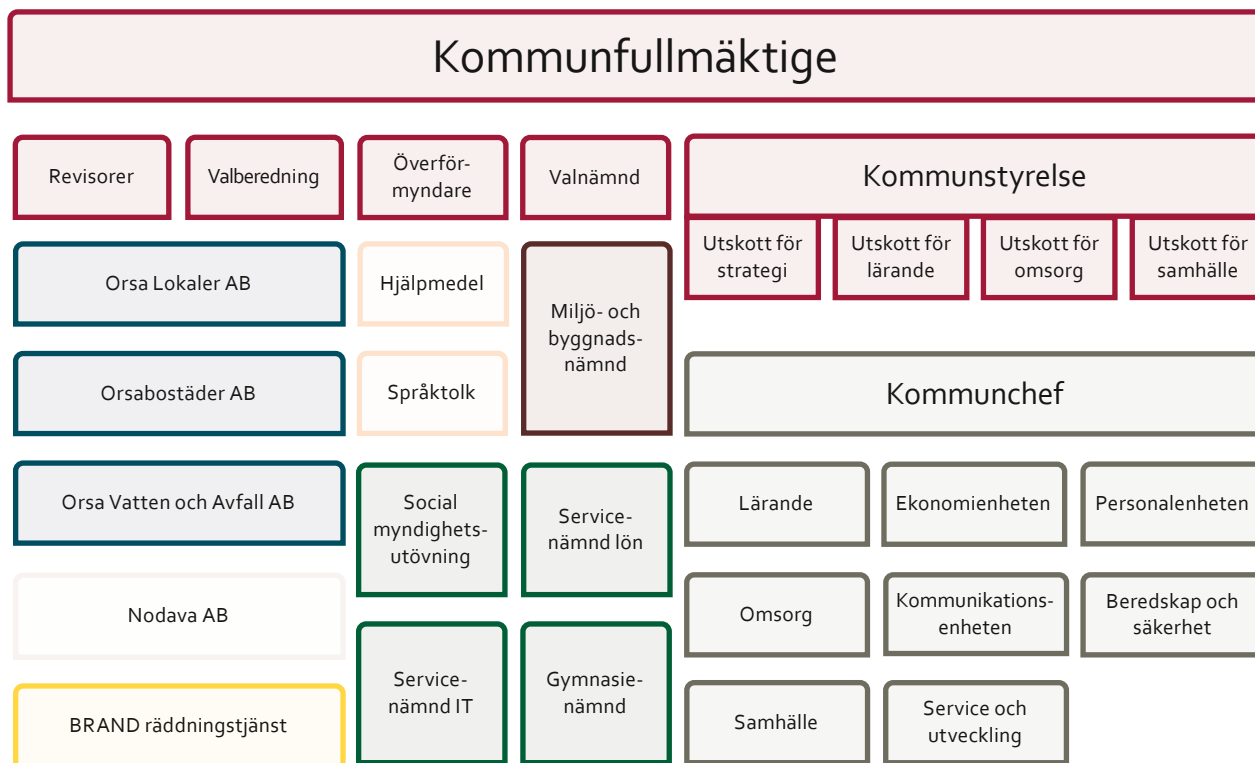 Kommunfullmäktige
Revisorer
Valberedning
Överför-
myndare
Valnämnd
Kommunstyrelse
Utskott för
strategi
Utskott för
lärande
Utskott för
omsorg
Utskott för
samhälle
Orsa Lokaler AB
Hjälpmedel
Miljö- och
byggnads-
nämnd
Orsabostäder AB
Språktolk
Kommunchef
Orsa Vatten och Avfall AB
Social
myndighets-
utövning
Service-
nämnd lön
Lärande
Ekonomienheten
Personalenheten
Nodava AB
Omsorg
Kommunikations-
enheten
Beredskap och
säkerhet
BRAND räddningstjänst
Service-
nämnd IT
Gymnasie-
nämnd
Samhälle
Service och
utveckling